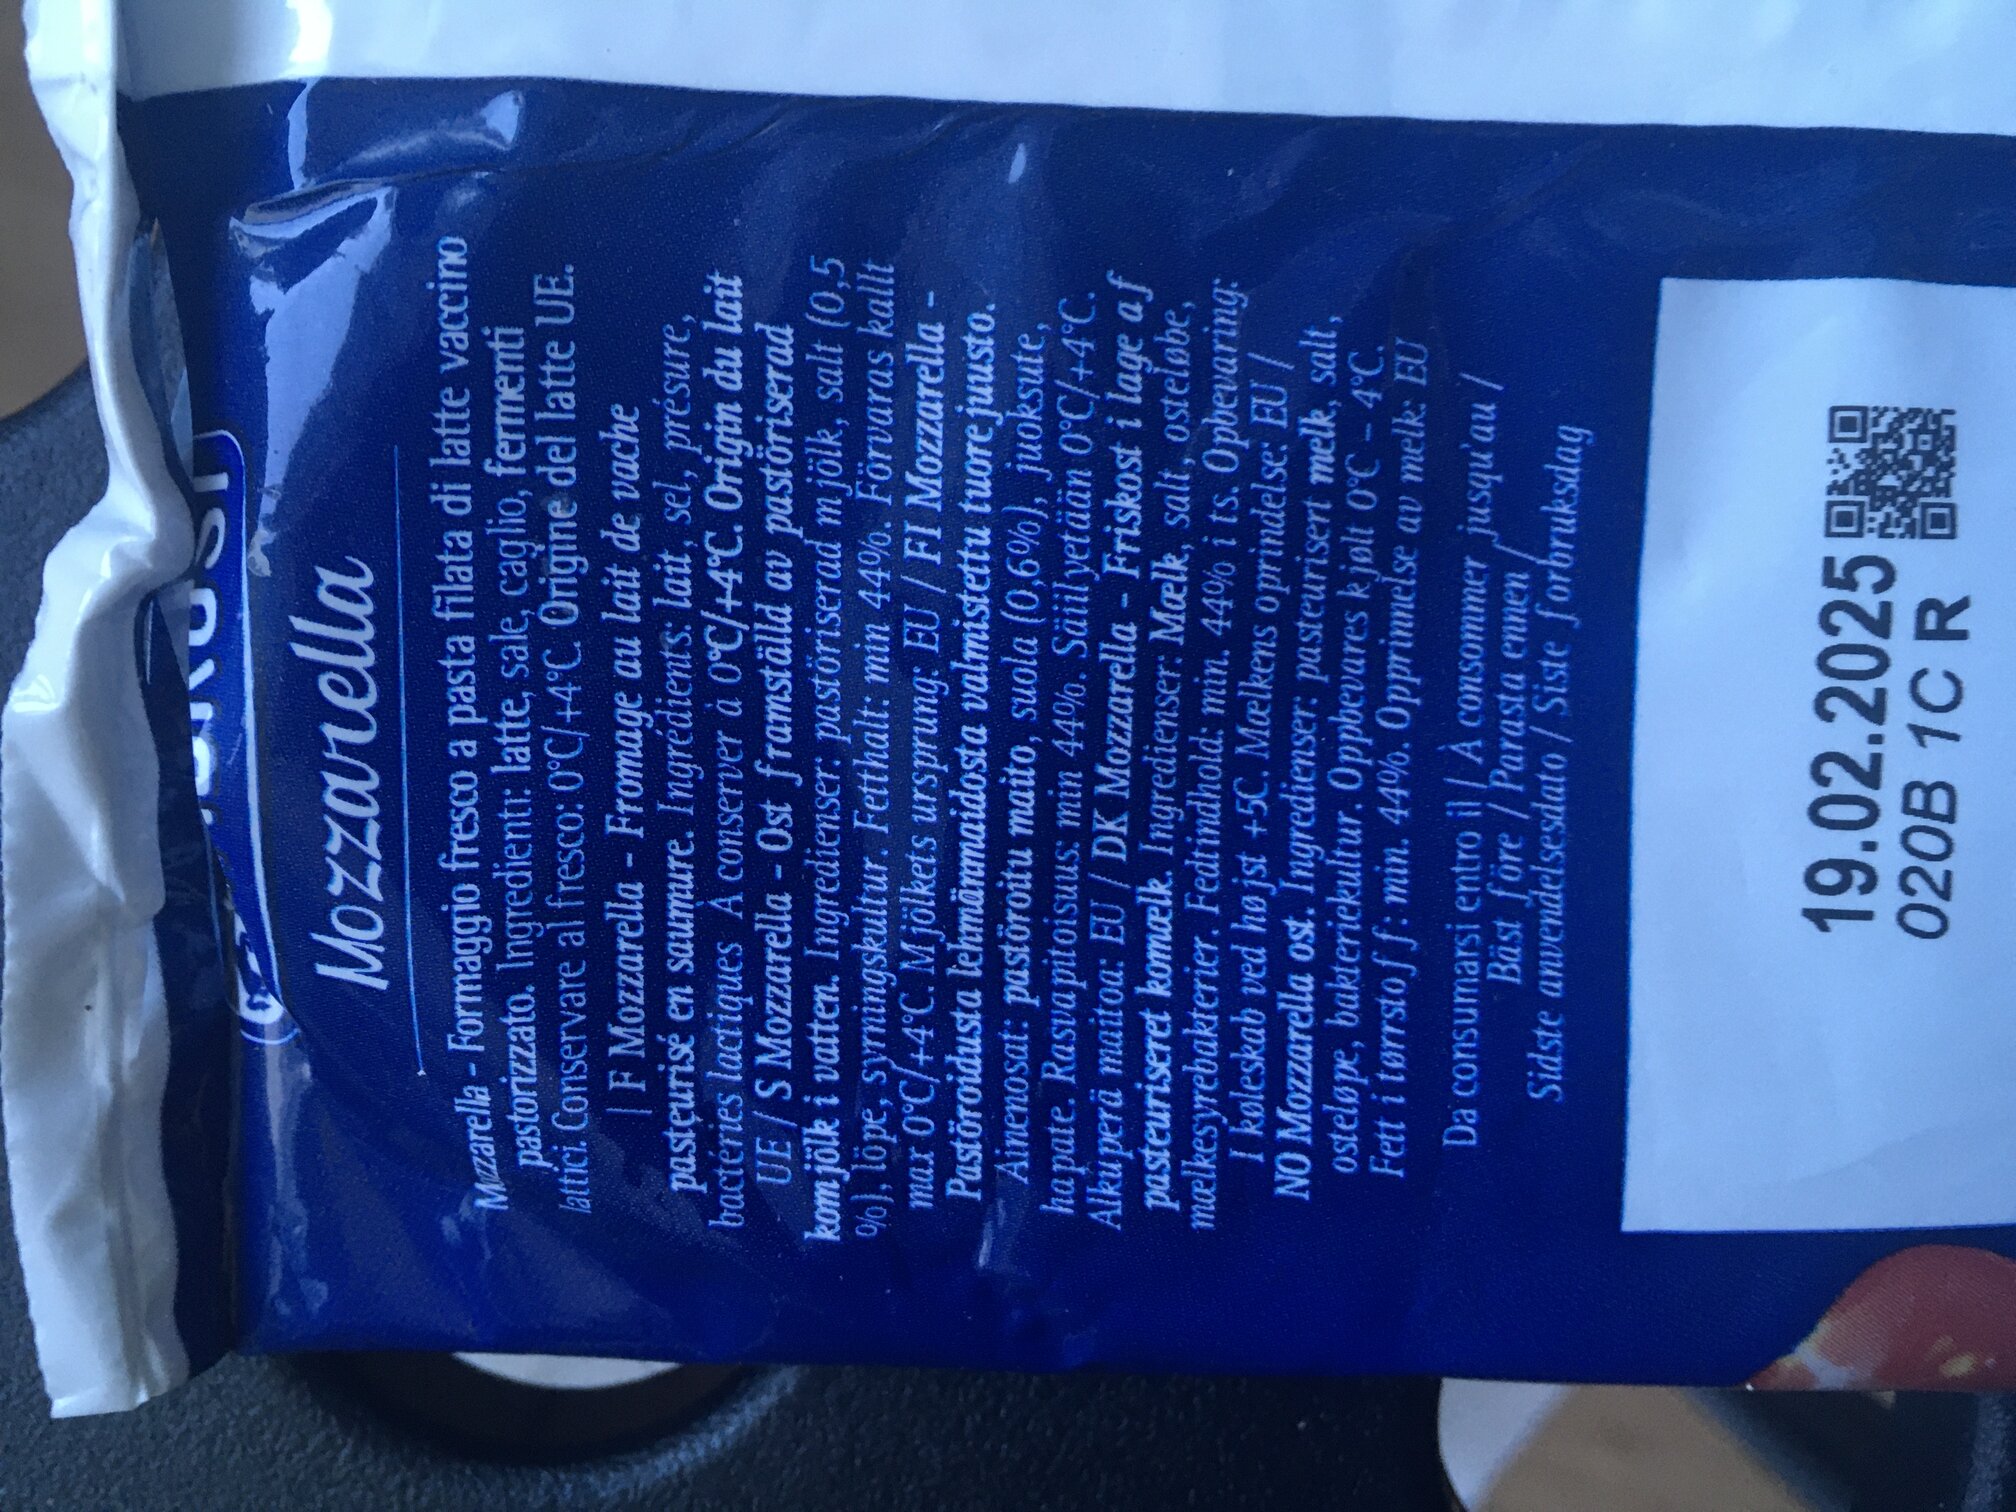 Mozzarella
Mozzarella - Formaggio fresco a pasta filata di latte vaccino
pastorizzato. Ingredienti: latte, sale, caglio, fermenti
lattici. Conservare al fresco: 0°C/+4°C. Origine del latte UE.
| F Mozzarella - Fromage au lait de vache
pasteurisé en saumure. Ingrédients: lait, sel, présure,
bactéries lactiques À conserver à 0°C/+4°C. Origin du lait
UE / S Mozzarella - Ost framställd av pastöriserad
komjölk i vatten. Ingredienser: pastöriserad mjölk, salt (0,5
%), löpe, syrningskultur. Fetthalt: min 44%. Förvaras kallt
max 0°C/+4°C. Mjölkets ursprung: EU / FI Mozzarella -
Pastöroidusta lehmänmaidosta valmistettu tuorejuusto.
Ainenosat: pastöroitu maito, suola (0,6%), juoksute,
hapate. Rasvapitoisuus: min 44%. Säiilyetään 0°C/+4°C.
Alkûperä maitoa: EU / DK Mozzarella - Friskost i lage af
pasteuriseret komælk. Ingredienser: Mælk, salt, osteløbe,
mælkesyrebakterier. Fedtindhold: min. 44% i ts. Opbevaring:
I køleskab ved højst +5C. Mælkens oprindelse: EU /
NO Mozzarella ost. Ingredienser: pasteurisert melk, salt,
osteløpe, bakteriekultur. Oppbevares kjølt 0°C - 4°C.
Fett i tørrstoff: min. 44%. Opprinnelse av melk: EU
Da consumarsi entro il / À consommer jusqu'au /
Bäst före / Parasta ennen /
Sidste anvendelsesdato / Siste forbruksdag
19.02.2025
020B 1C R